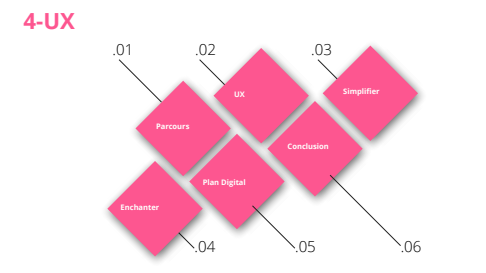 4-UX
.01
.02
.03
UX
Simplifier
Parcours
Conclusion
Plan Digital
Enchanter
.04
.05
.06